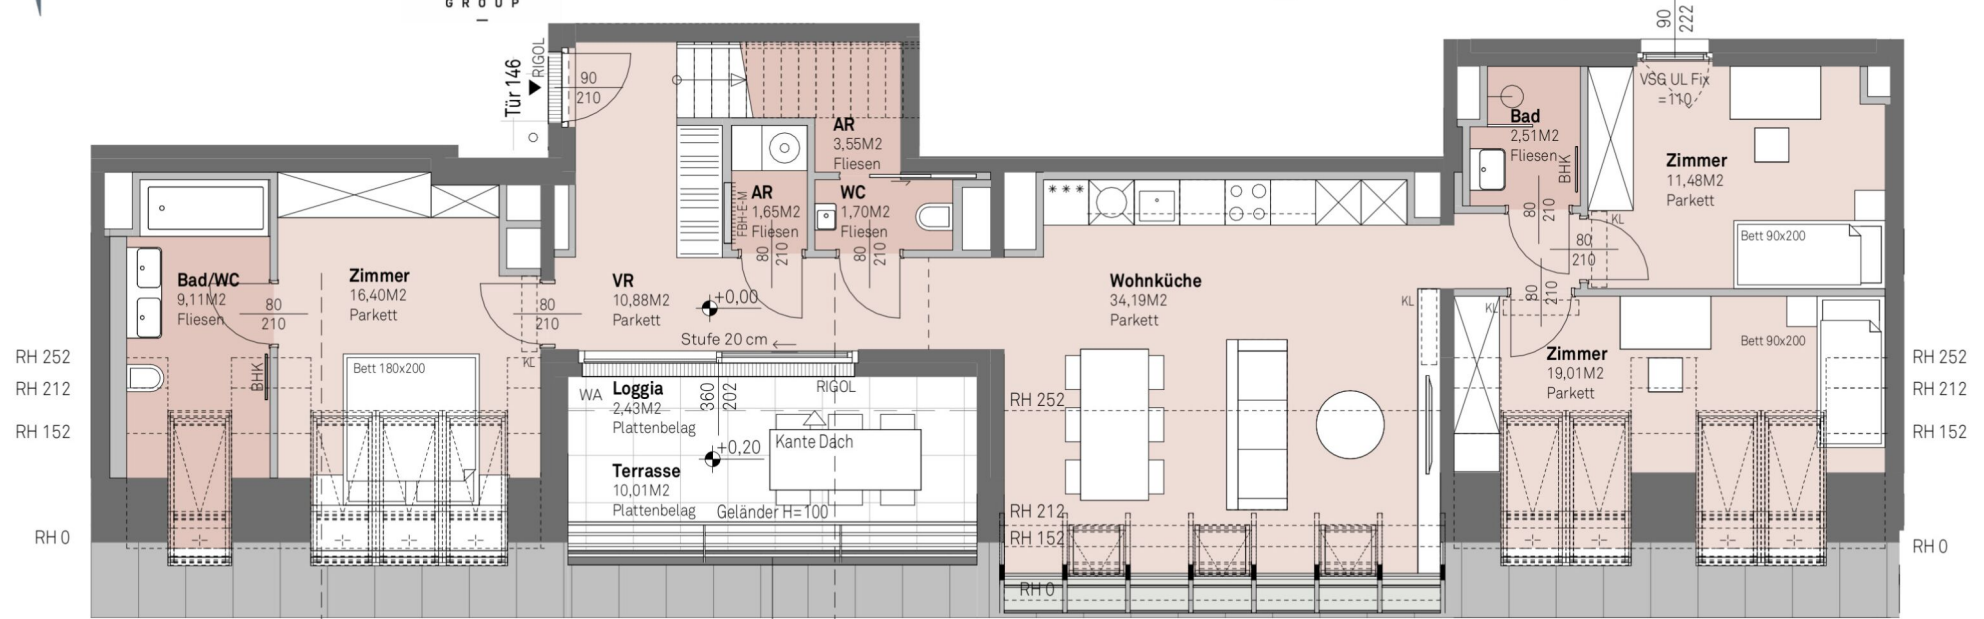 GROUP
Tür 146
RIGOL
90
210
90
222
VSG UL Fix
=110
AR
3,55M2
Fliesen
Bad
2,51M2
Fliesen
BHK
Zimmer
11,48M2
Parkett
KL
Bett 90x200
AR
1,65M2
Fliesen
FBH-E-M
80
210
WC
1,70M2
Fliesen
80
210
80
210
80
210
80
210
Bad/WC
9,11M2
Fliesen
80
210
BHK
Zimmer
16,40M2
Parkett
80
210
KL
Bett 180x200
VR
10,88M2
Parkett
+0,00
Stufe 20 cm
Wohnküche
34,19M2
Parkett
KL
KL
Zimmer
19,01M2
Parkett
Bett 90x200
RH 252
RH 212
RH 152
RH 0
WA
Loggia
2,43M2
Plattenbelag
360
202
RIGOL
Kante Dach
+0,20
Terrasse
10,01M2
Plattenbelag
Geländer H=100
RH 252
RH 212
RH 152
RH 0
RH 252
RH 212
RH 152
RH 0